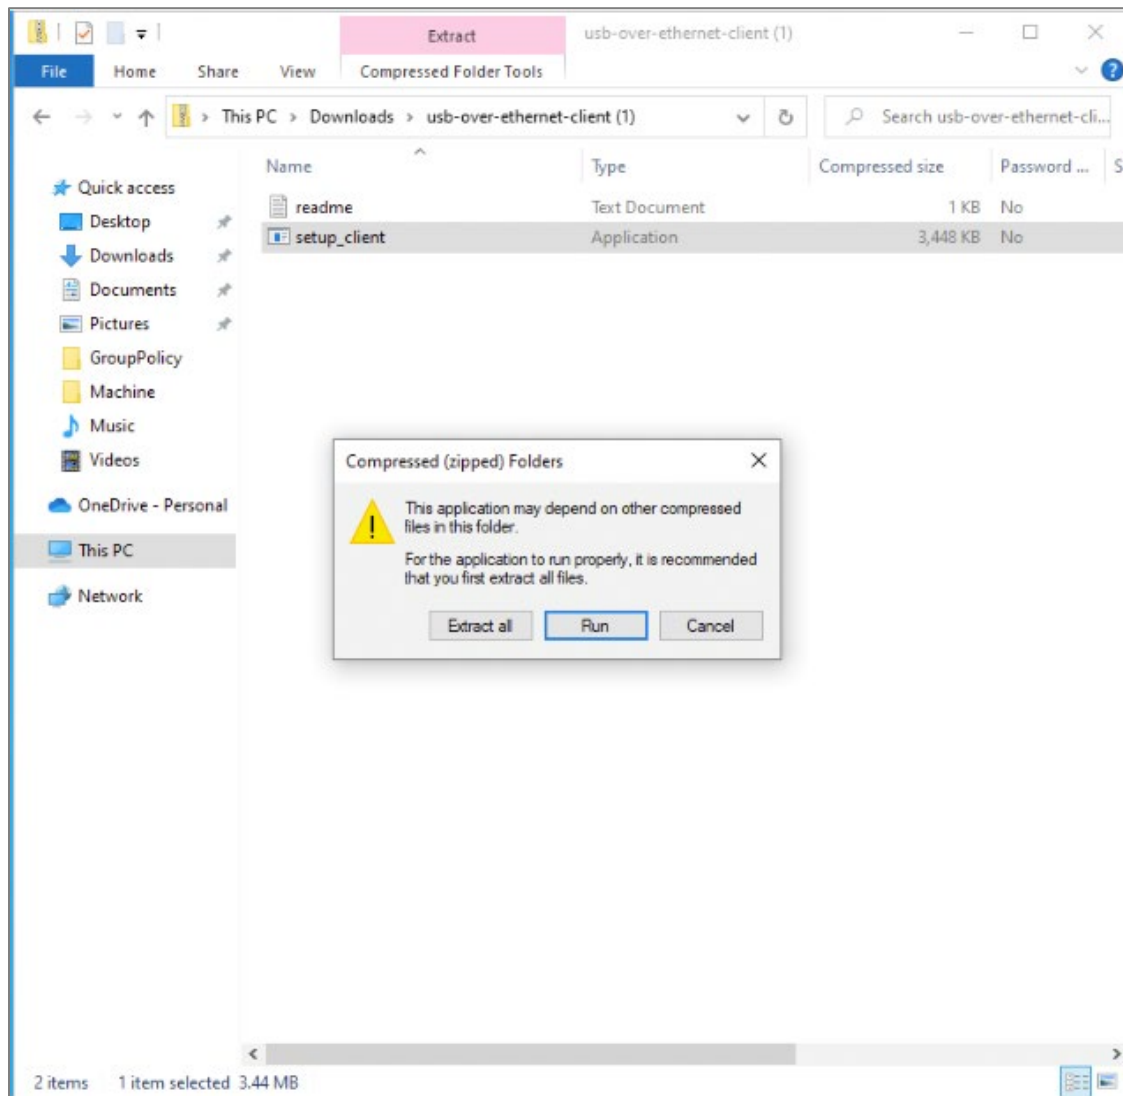 Extract
usb-over-ethernet-client (1)
File Home Share View Compressed Folder Tools
This PC Downloads usb-over-ethernet-client (1) Search usb-over-ethernet-cli...
Name Type Compressed size Password ... S
readme Text Document 1 KB No
setup_client Application 3,448 KB No
Quick access
Desktop
Downloads
Documents
Pictures
GroupPolicy
Machine
Music
Videos
OneDrive - Personal
This PC
Network
Compressed (zipped) Folders
This application may depend on other compressed
files in this folder.
For the application to run properly, it is recommended
that you first extract all files.
Extract all Run Cancel
2 items 1 item selected 3.44 MB